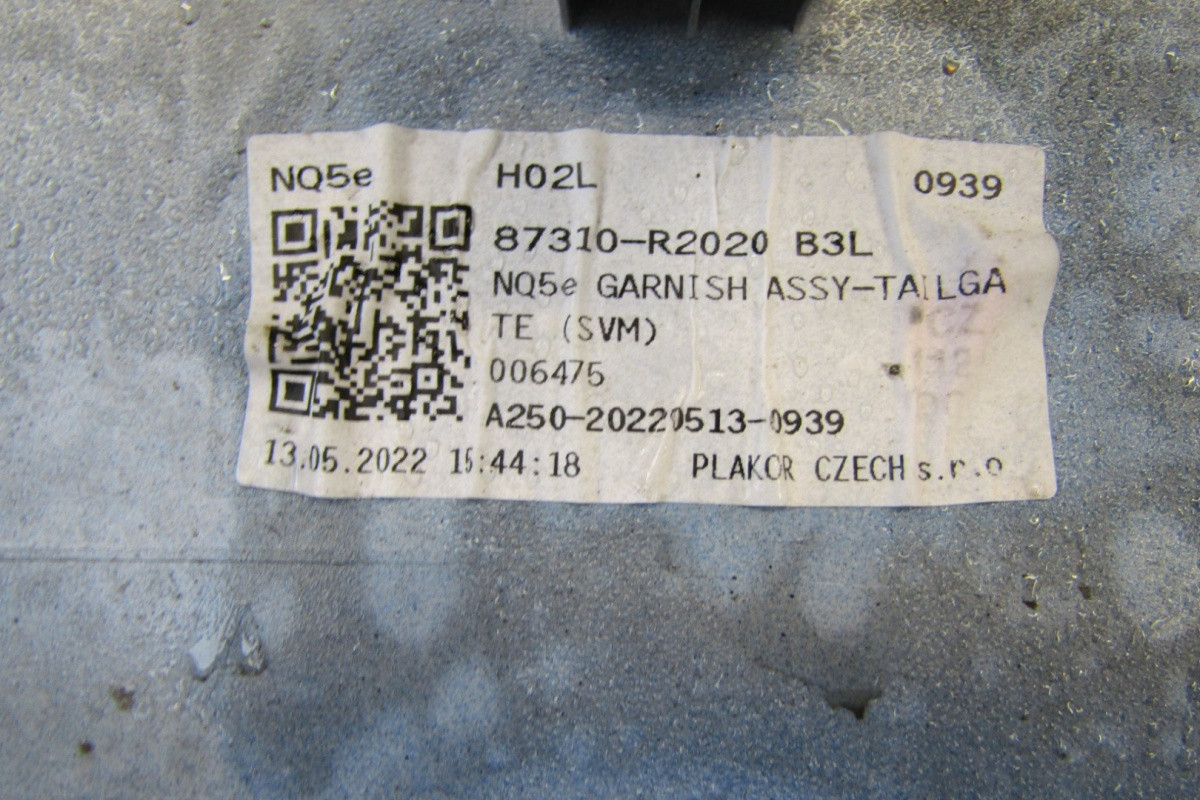 NQ5e H02L 0939
87310-R2020 B3L
NQ5e GARNISH ASSY-TAILGA
TE (SVM)
006475
A250-20220513-0939
13.05.2022 15:44:18 PLAKOR CZECH s.r.o
CZ